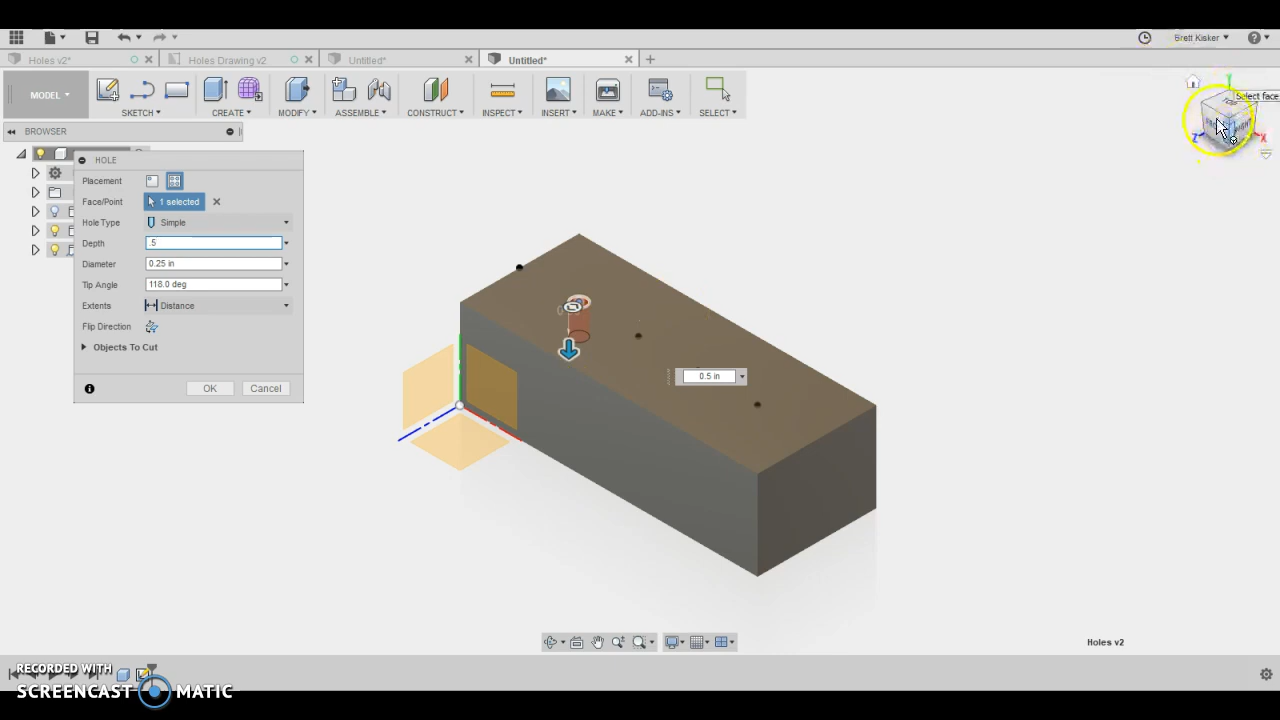 Brett Kisker
Holes v2*
Holes Drawing v2
Untitled*
Untitled*
MODEL
SKETCH
CREATE
MODIFY
ASSEMBLE
CONSTRUCT
INSPECT
INSERT
MAKE
ADD-INS
SELECT
Select face
BROWSER
HOLE
Placement
Face/Point 1 selected
Hole Type Simple
Depth .5
Diameter 0.25 in
Tip Angle 118.0 deg
Extents Distance
Flip Direction
Objects To Cut
OK Cancel
0.5 in
X
Z
Y
Holes v2
RECORDED WITH
SCREENCAST MATIC